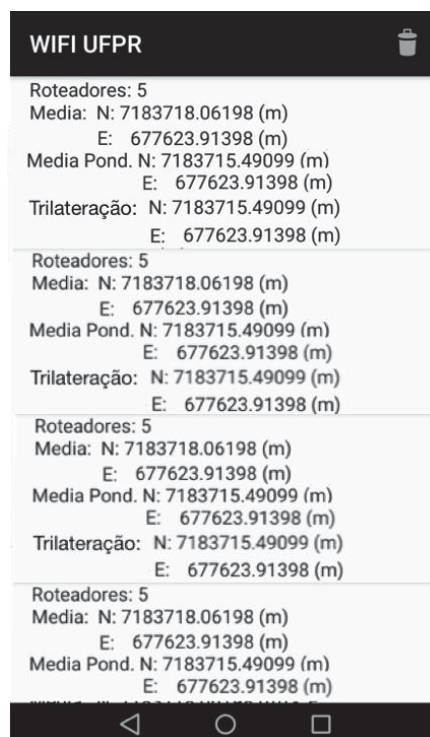 WIFI UFPR
Roteadores: 5
Media: N: 7183718.06198 (m)
E: 677623.91398 (m)
Media Pond. N: 7183715.49099 (m)
E: 677623.91398 (m)
Trilateração: N: 7183715.49099 (m)
E: 677623.91398 (m)
Roteadores: 5
Media: N: 7183718.06198 (m)
E: 677623.91398 (m)
Media Pond. N: 7183715.49099 (m)
E: 677623.91398 (m)
Trilateração: N: 7183715.49099 (m)
E: 677623.91398 (m)
Roteadores: 5
Media: N: 7183718.06198 (m)
E: 677623.91398 (m)
Media Pond. N: 7183715.49099 (m)
E: 677623.91398 (m)
Trilateração: N: 7183715.49099 (m)
E: 677623.91398 (m)
Roteadores: 5
Media: N: 7183718.06198 (m)
E: 677623.91398 (m)
Media Pond. N: 7183715.49099 (m)
E: 677623.91398 (m)